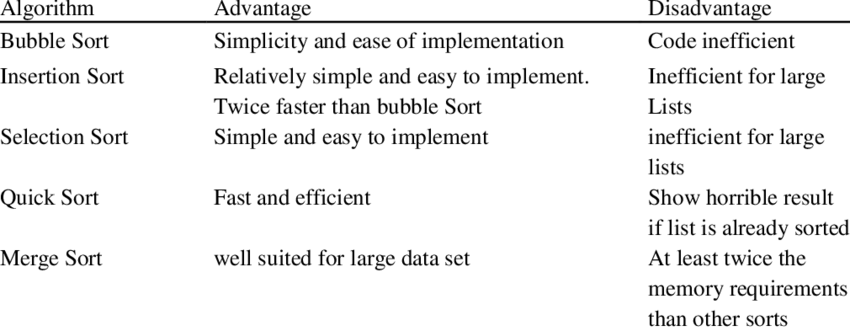 Algorithm Advantage Disadvantage
Bubble Sort Simplicity and ease of implementation Code inefficient
Insertion Sort Relatively simple and easy to implement. Inefficient for large
Twice faster than bubble Sort Lists
Selection Sort Simple and easy to implement inefficient for large
lists
Quick Sort Fast and efficient Show horrible result
if list is already sorted
Merge Sort well suited for large data set At least twice the
memory requirements
than other sorts